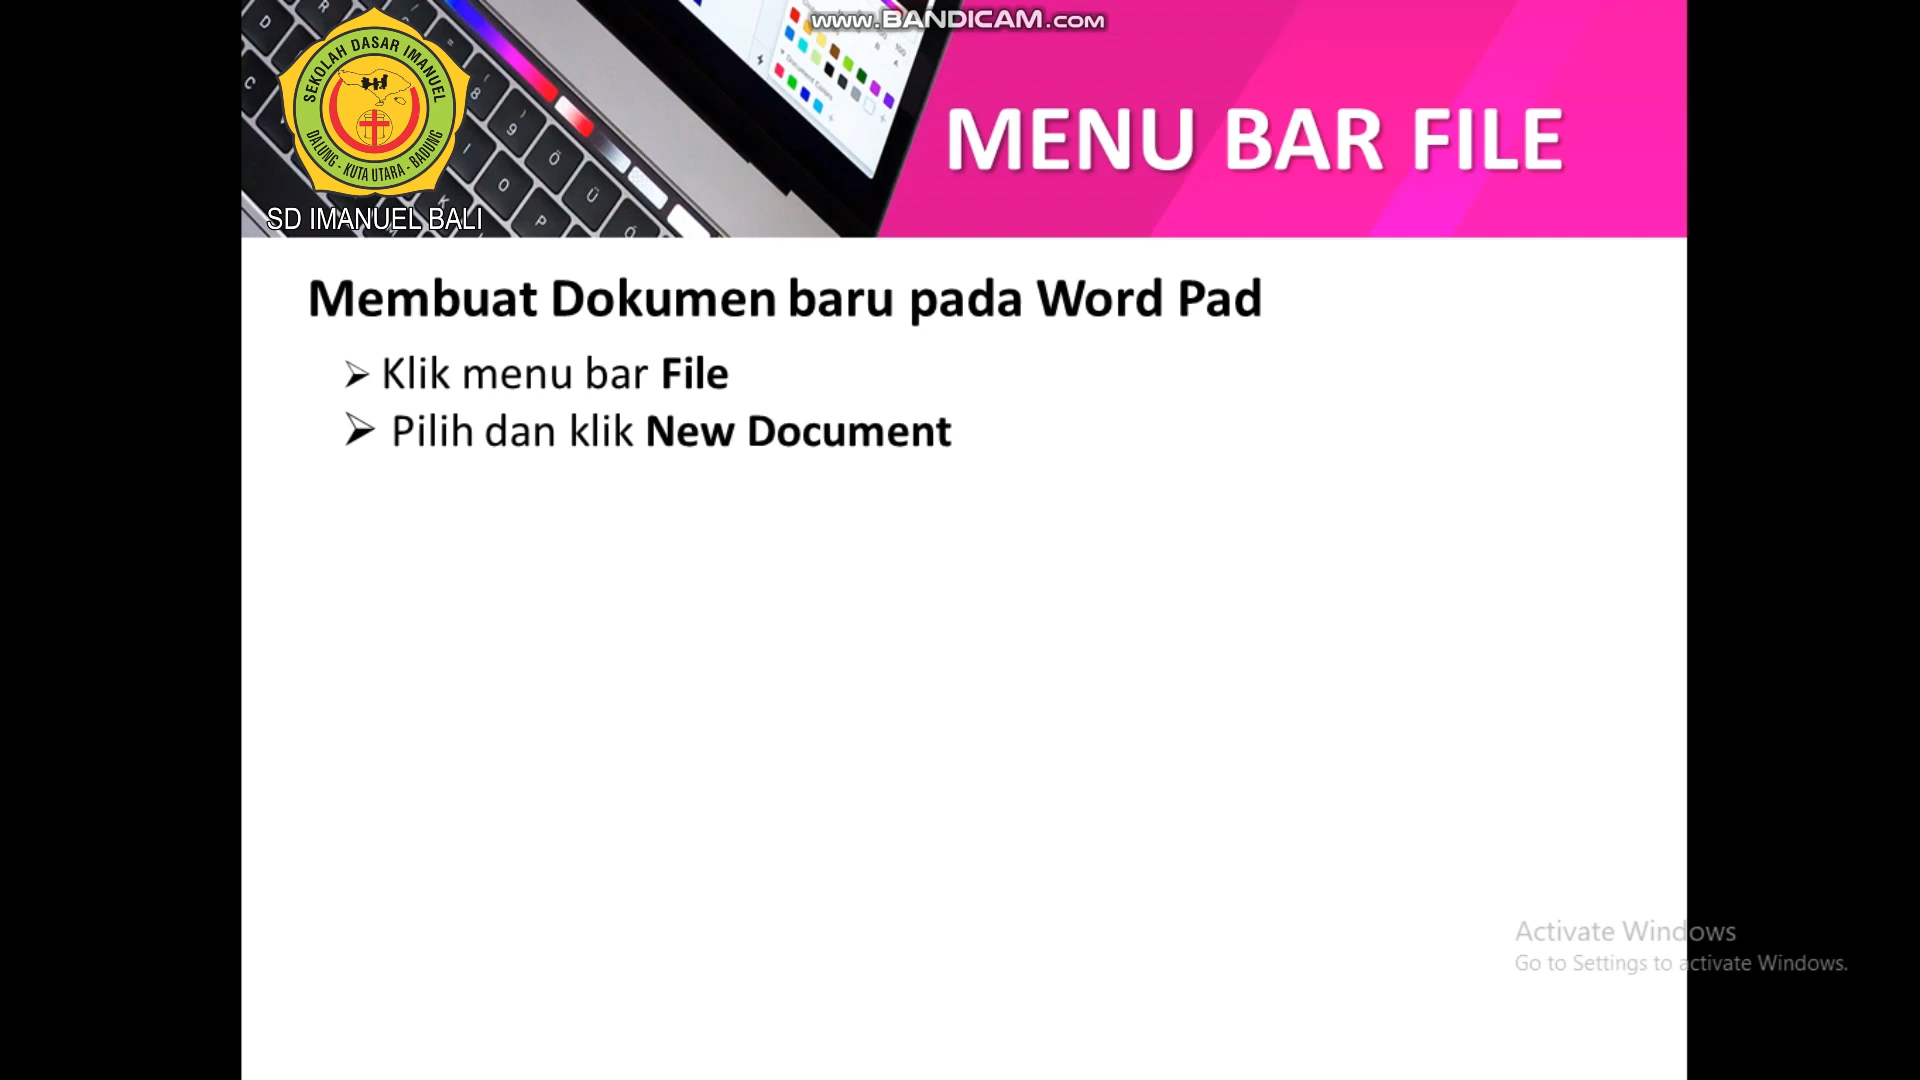 www.BANDICAM.com
SEKOLAH DASAR IMANUEL
DALUNG - KUTA UTARA - BADUNG
SD IMANUEL BALI
MENU BAR FILE
Membuat Dokumen baru pada Word Pad
➢ Klik menu bar File
➢ Pilih dan klik New Document
Activate Windows
Go to Settings to activate Windows.